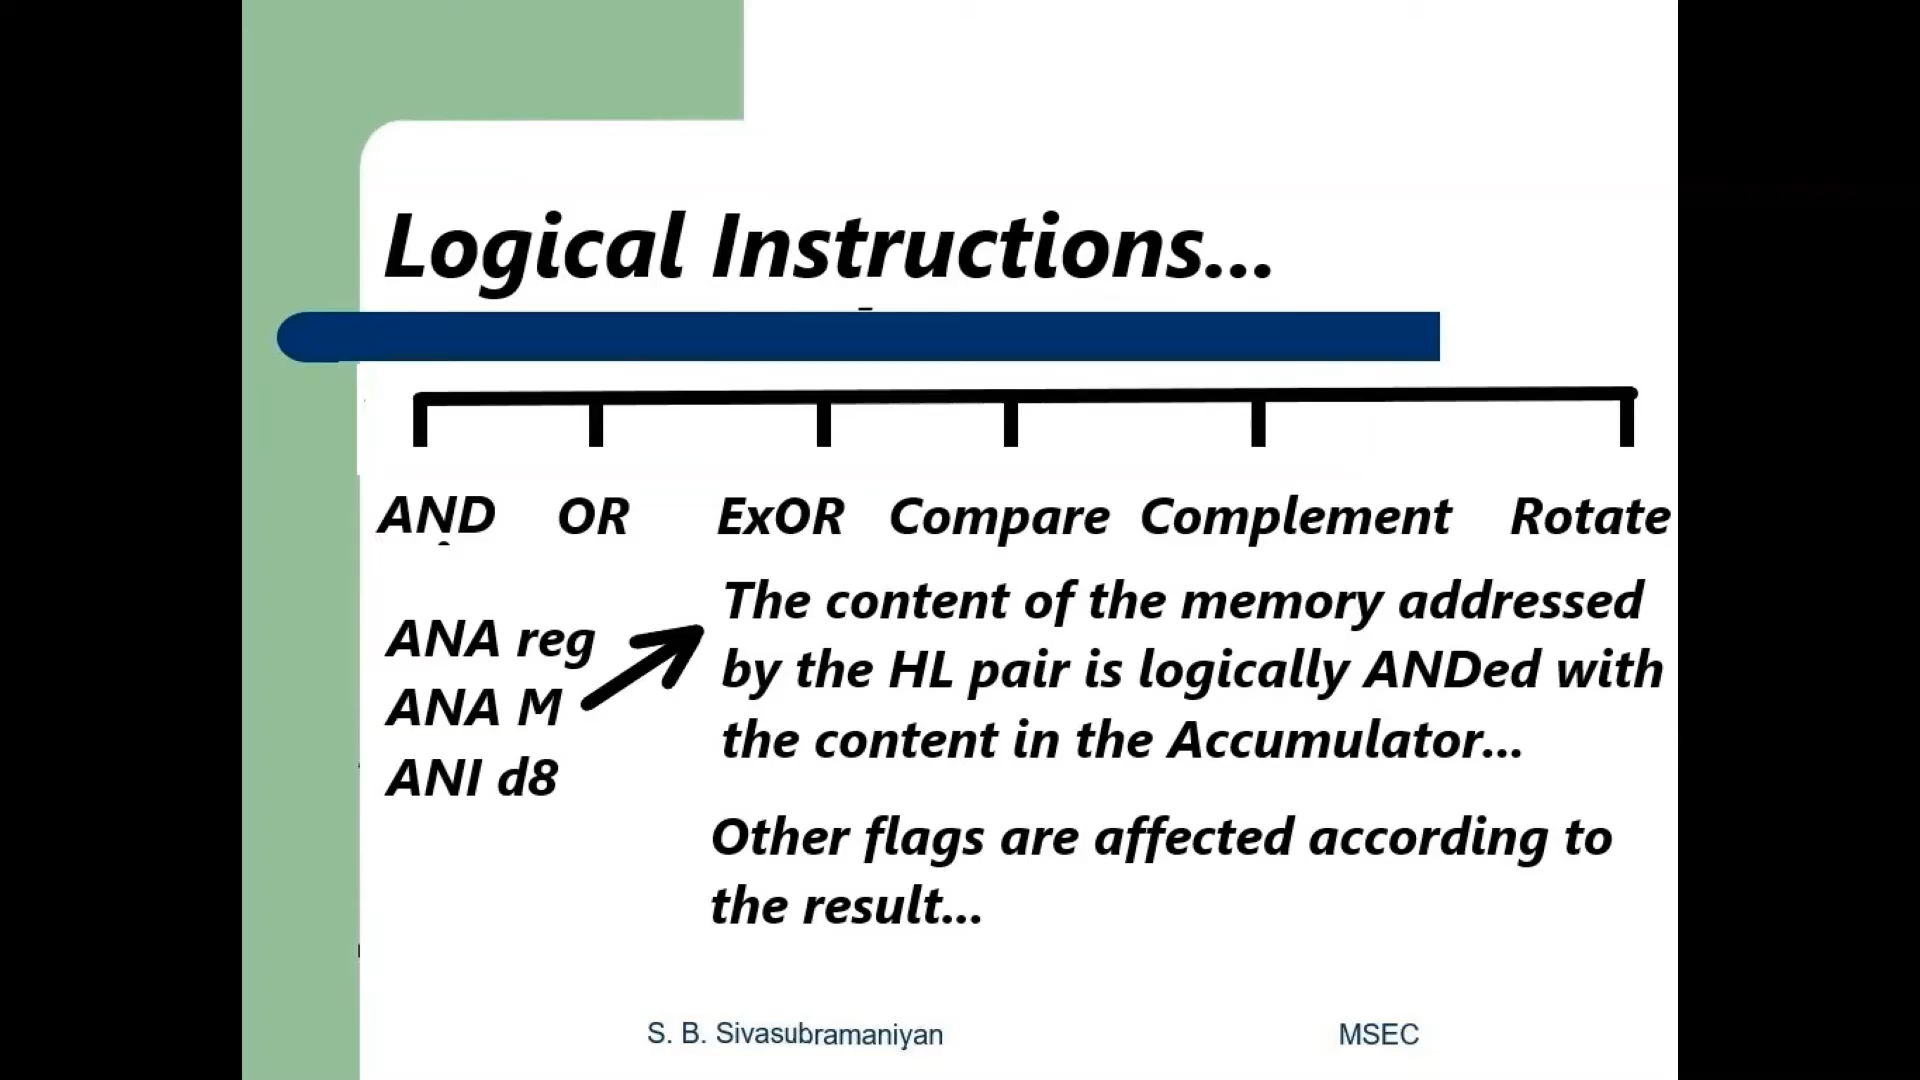 Logical Instructions...
AND OR ExOR Compare Complement Rotate
ANA reg
ANA M
ANI d8
The content of the memory addressed
by the HL pair is logically ANDed with
the content in the Accumulator...
Other flags are affected according to
the result...
S. B. Sivasubramaniyan MSEC